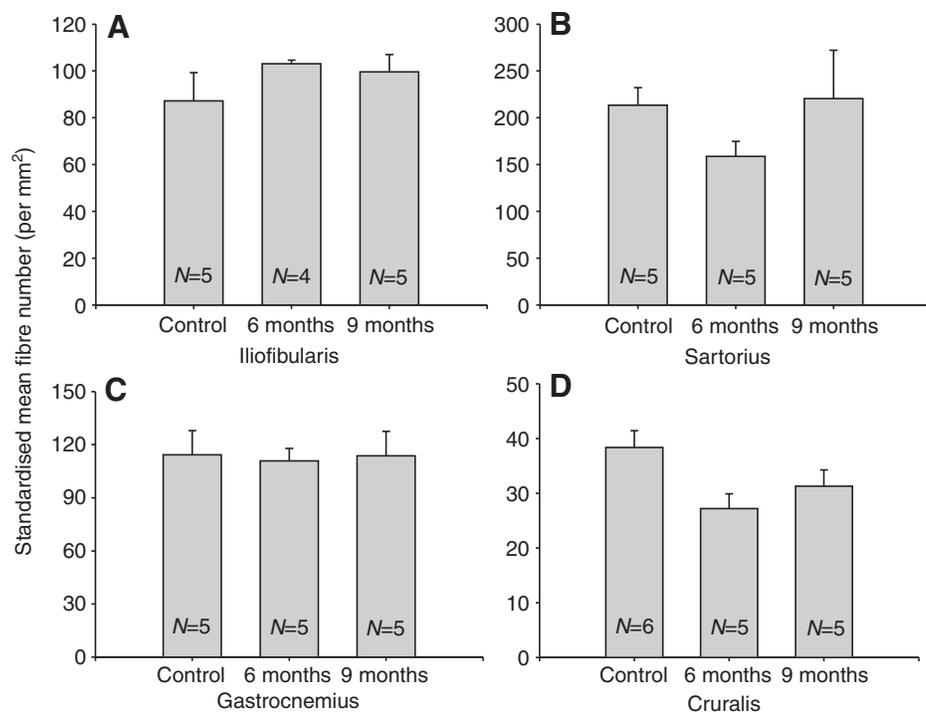 Standardised mean fibre number (per mm²)
A
120
100
80
60
40
20
0
N=5
N=4
N=5
Control
6 months
9 months
Iliofibularis
B
300
250
200
150
100
50
0
N=5
N=5
N=5
Control
6 months
9 months
Sartorius
C
150
120
90
60
30
0
N=5
N=5
N=5
Control
6 months
9 months
Gastrocnemius
D
50
40
30
20
10
0
N=6
N=5
N=5
Control
6 months
9 months
Cruralis